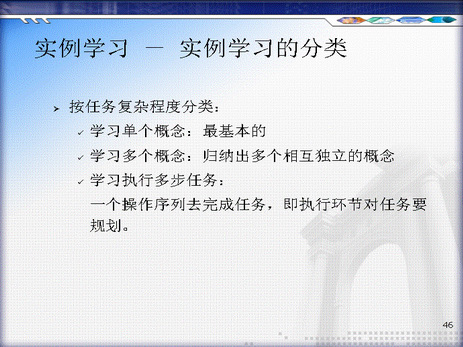 实例学习 － 实例学习的分类
按任务复杂程度分类：
学习单个概念：最基本的
学习多个概念：归纳出多个相互独立的概念
学习执行多步任务：
一个操作序列去完成任务，即执行环节对任务要
规划。
46